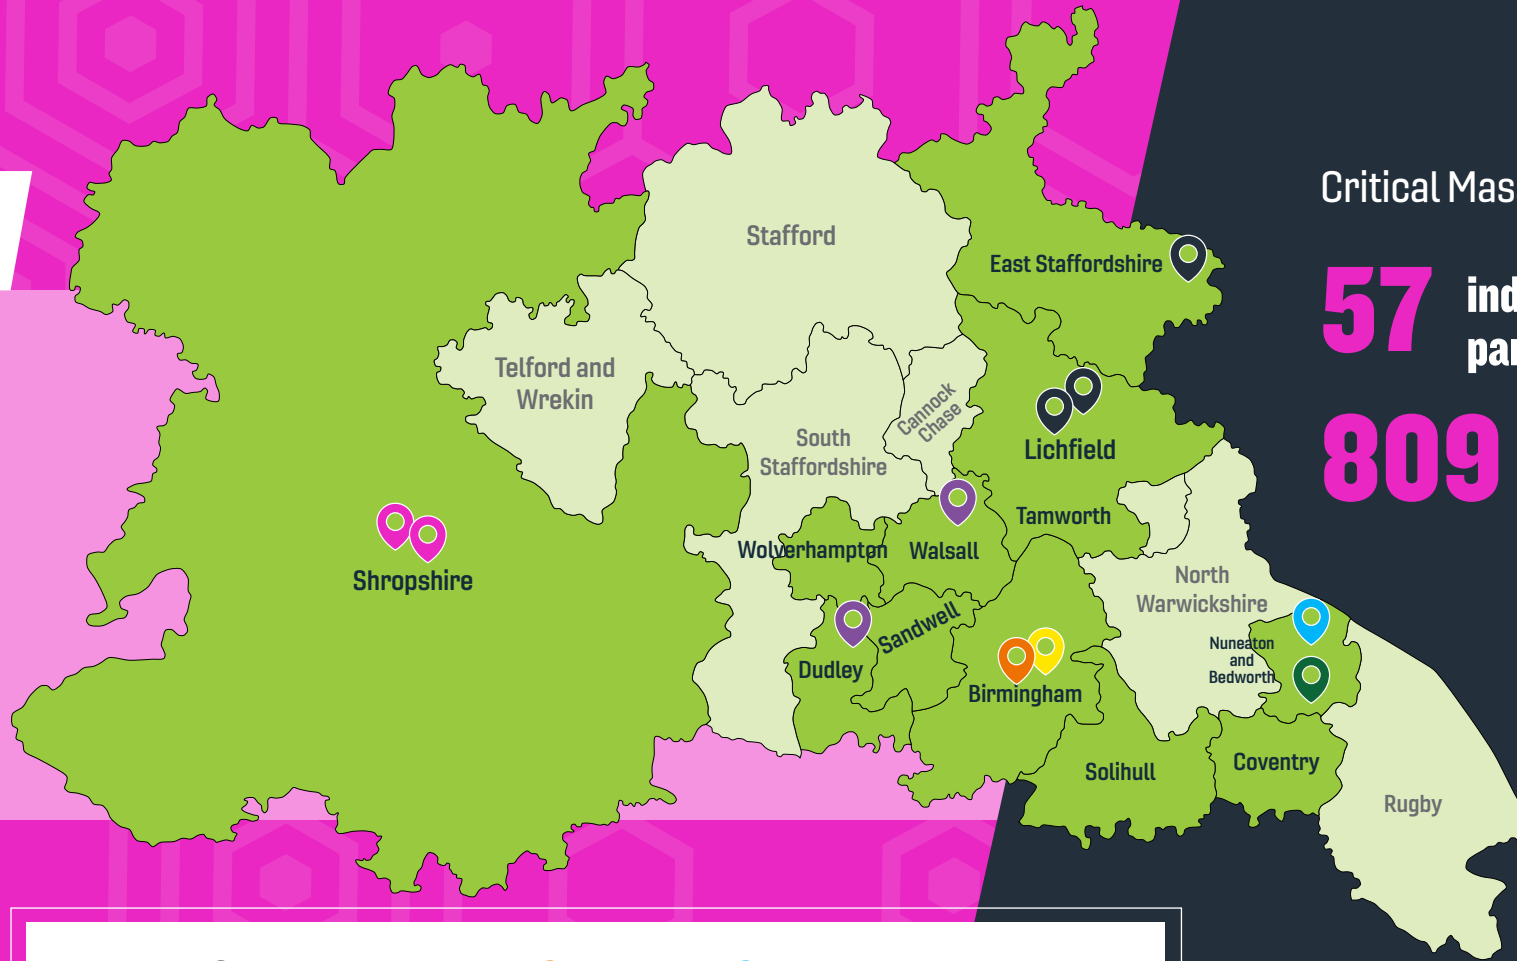 Stafford
East Staffordshire
Critical Mas
57
ind
par
Telford and
Wrekin
Cannock
Chase
809
South
Staffordshire
Lichfield
Tamworth
Wolverhampton
Walsall
Shropshire
North
Warwickshire
Sandwell
Nuneaton
and
Bedworth
Dudley
Birmingham
Solihull
Coventry
Rugby